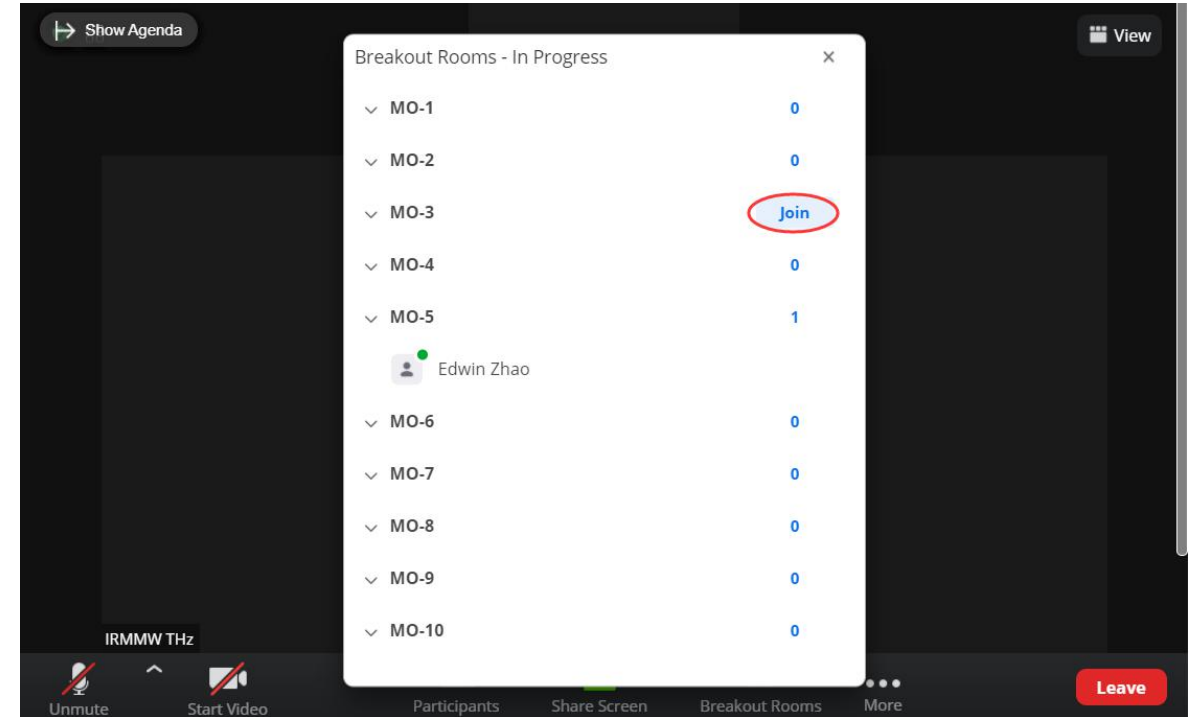 Show Agenda
View
Breakout Rooms - In Progress
MO-1 0
MO-2 0
MO-3 Join
MO-4 0
MO-5 1
Edwin Zhao
MO-6 0
MO-7 0
MO-8 0
MO-9 0
MO-10 0
IRMMW THz
Unmute Start Video Participants Share Screen Breakout Rooms More Leave